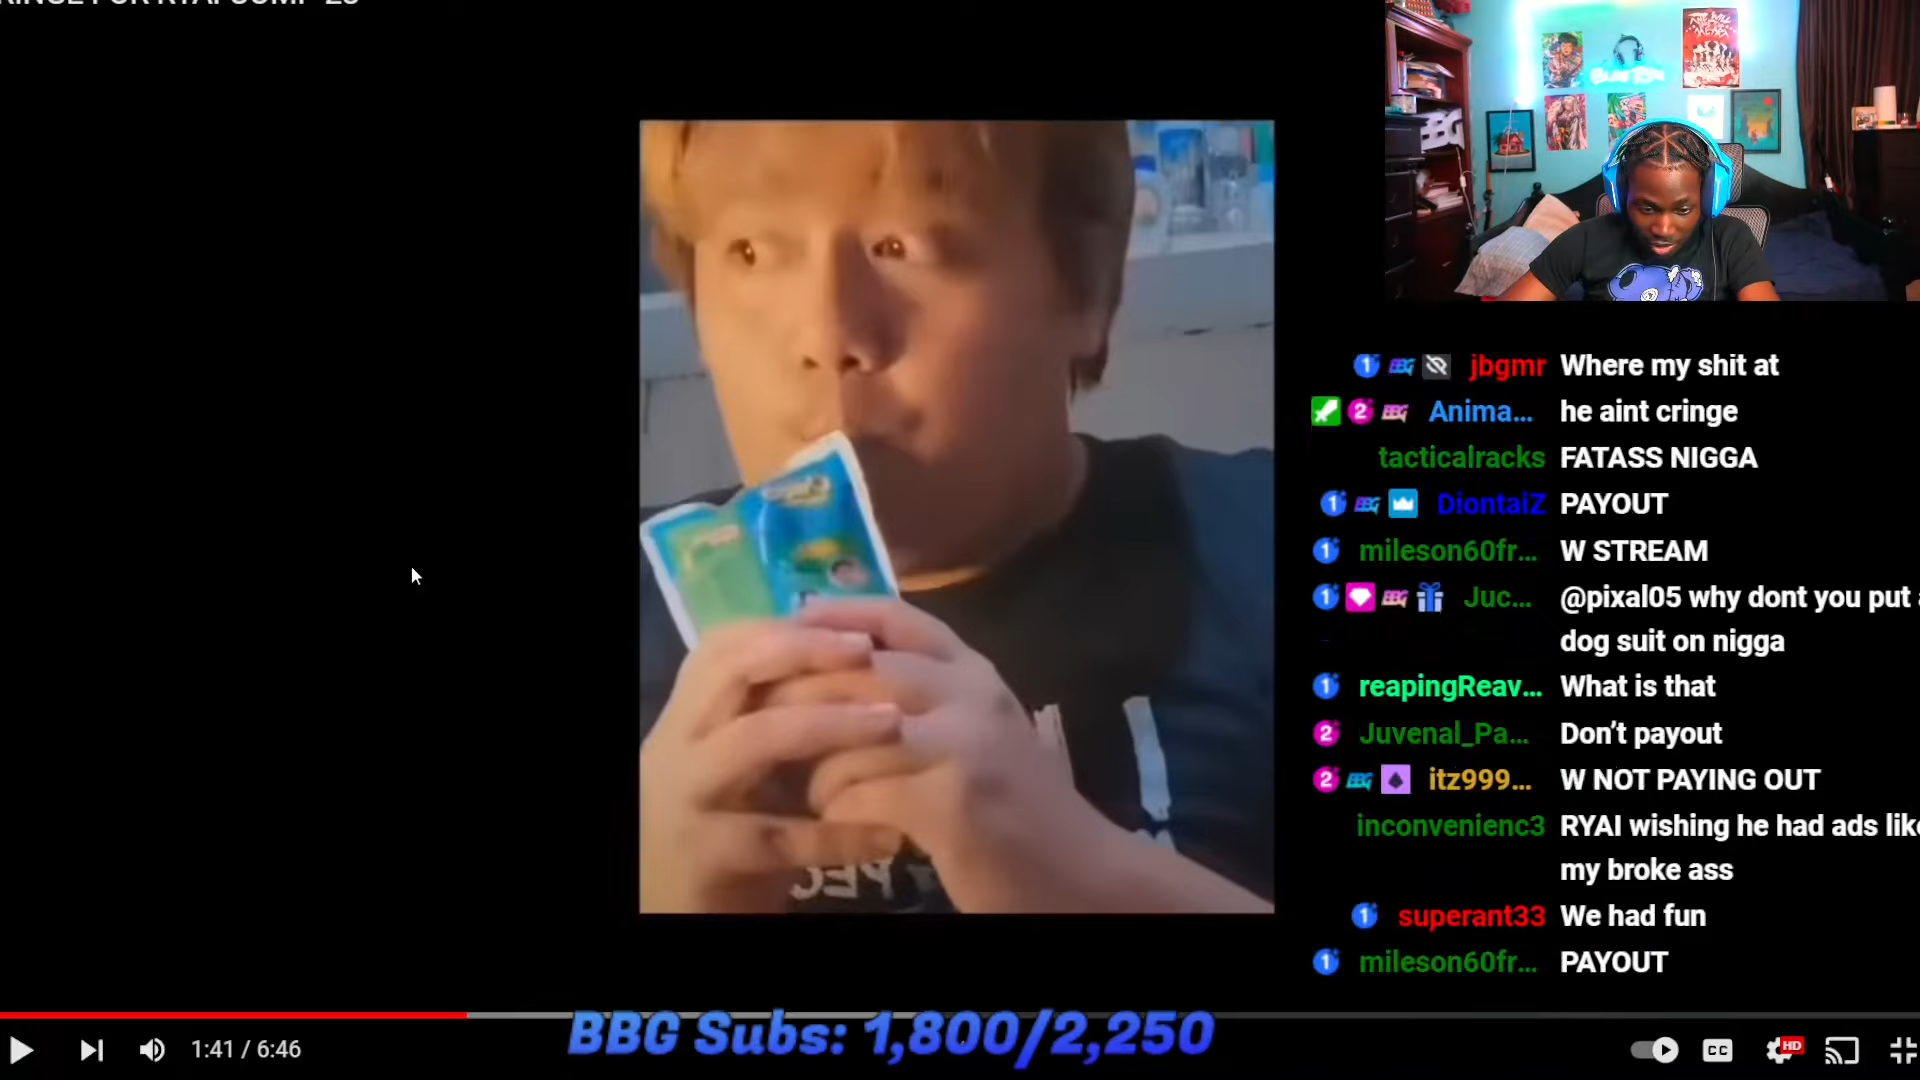 jbgmr Where my shit at
Anima... he aint cringe
tacticalracks FATASS NIGGA
DiontaiZ PAYOUT
mileson60fr... W STREAM
Juc... @pixal05 why dont you put a
dog suit on nigga
reapingReav... What is that
Juvenal_Pa... Don't payout
itz999... W NOT PAYING OUT
inconvenienc3 RYAI wishing he had ads like
my broke ass
superant33 We had fun
mileson60fr... PAYOUT
BBG Subs: 1,800/2,250
1:41 / 6:46
CC
HD